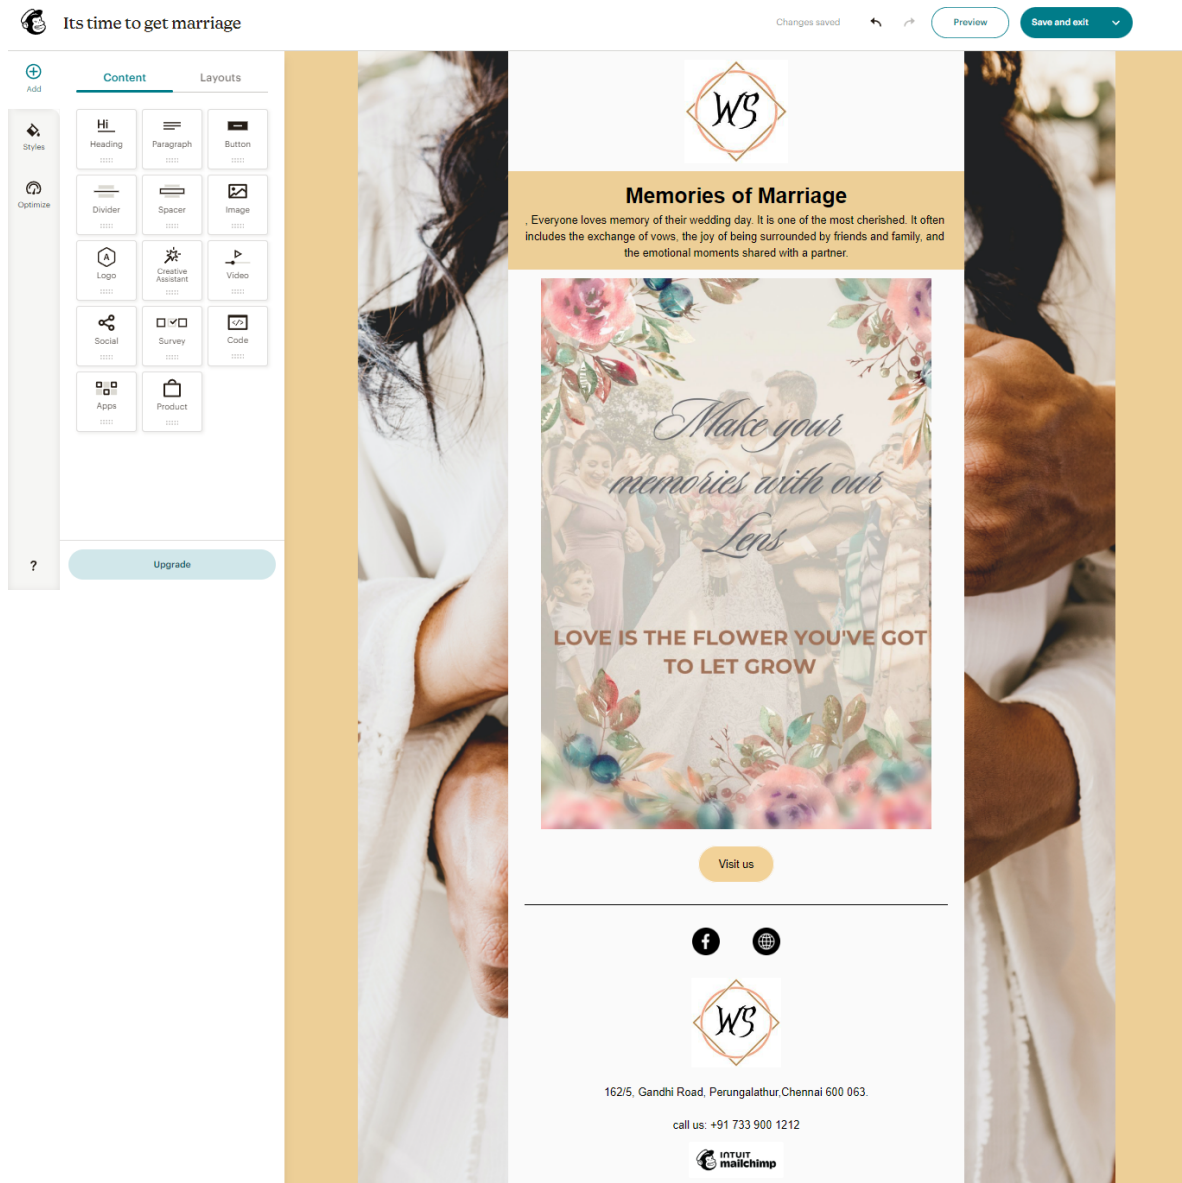 Its time to get marriage
Changes saved
Preview
Save and exit
Add
Styles
Optimize
?
Content
Layouts
Hi
Heading
Paragraph
Button
Divider
Spacer
Image
A
Logo
Creative
Assistant
Video
Social
Survey
</>
Code
Apps
Product
Upgrade
WS
Memories of Marriage
, Everyone loves memory of their wedding day. It is one of the most cherished. It often
includes the exchange of vows, the joy of being surrounded by friends and family, and
the emotional moments shared with a partner.
Make your
memories with our
Lens
LOVE IS THE FLOWER YOU'VE GOT
TO LET GROW
Visit us
f
WS
162/5, Gandhi Road, Perungalathur,Chennai 600 063.
call us: +91 733 900 1212
INTUIT
mailchimp